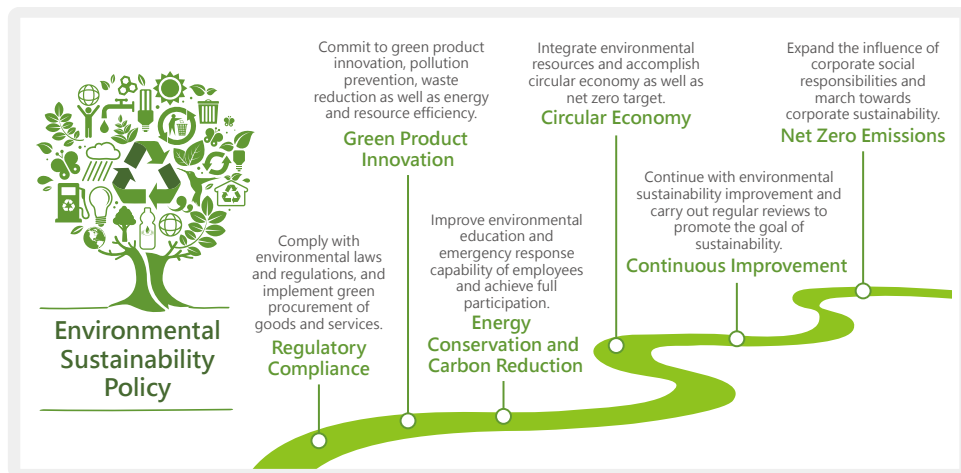 Environmental
Sustainability
Policy
Comply with
environmental laws
and regulations, and
implement green
procurement of
goods and services.
Regulatory
Compliance
Commit to green product
innovation, pollution
prevention, waste
reduction as well as energy
and resource efficiency.
Green Product
Innovation
Improve environmental
education and
emergency response
capability of employees
and achieve full
participation.
Energy
Conservation and
Carbon Reduction
Integrate environmental
resources and accomplish
circular economy as well as
net zero target.
Circular Economy
Continue with environmental
sustainability improvement and
carry out regular reviews to
promote the goal of
sustainability.
Continuous Improvement
Expand the influence of
corporate social
responsibilities and
march towards
corporate sustainability.
Net Zero Emissions